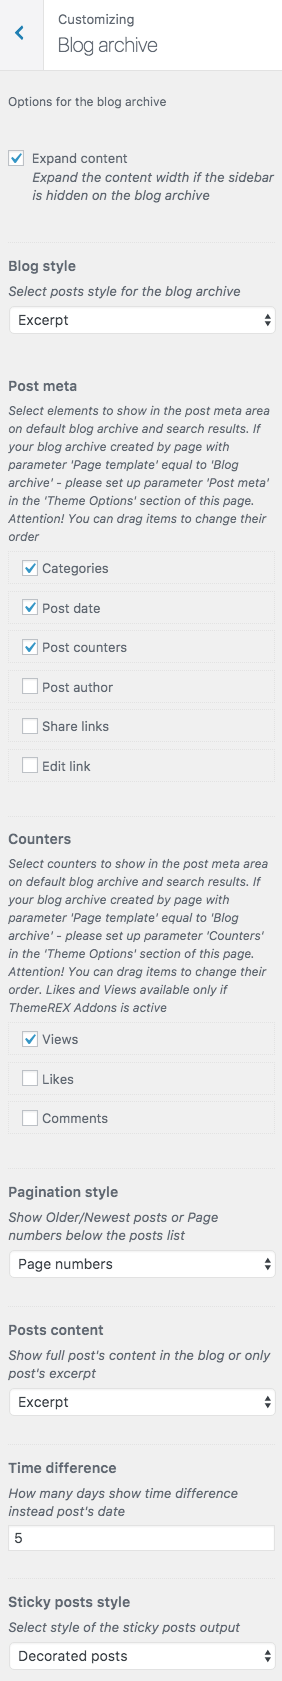 Customizing
Blog archive
Options for the blog archive
Expand content
Expand the content width if the sidebar
is hidden on the blog archive
Blog style
Select posts style for the blog archive
Excerpt
Post meta
Select elements to show in the post meta area
on default blog archive and search results. If
your blog archive created by page with
parameter 'Page template' equal to 'Blog
archive' - please set up parameter 'Post meta'
in the 'Theme Options' section of this page.
Attention! You can drag items to change their
order
Categories
Post date
Post counters
Post author
Share links
Edit link
Counters
Select counters to show in the post meta area
on default blog archive and search results. If
your blog archive created by page with
parameter 'Page template' equal to 'Blog
archive' - please set up parameter 'Counters'
in the 'Theme Options' section of this page.
Attention! You can drag items to change their
order. Likes and Views available only if
ThemeREX Addons is active
Views
Likes
Comments
Pagination style
Show Older/Newest posts or Page
numbers below the posts list
Page numbers
Posts content
Show full post's content in the blog or only
post's excerpt
Excerpt
Time difference
How many days show time difference
instead post's date
5
Sticky posts style
Select style of the sticky posts output
Decorated posts